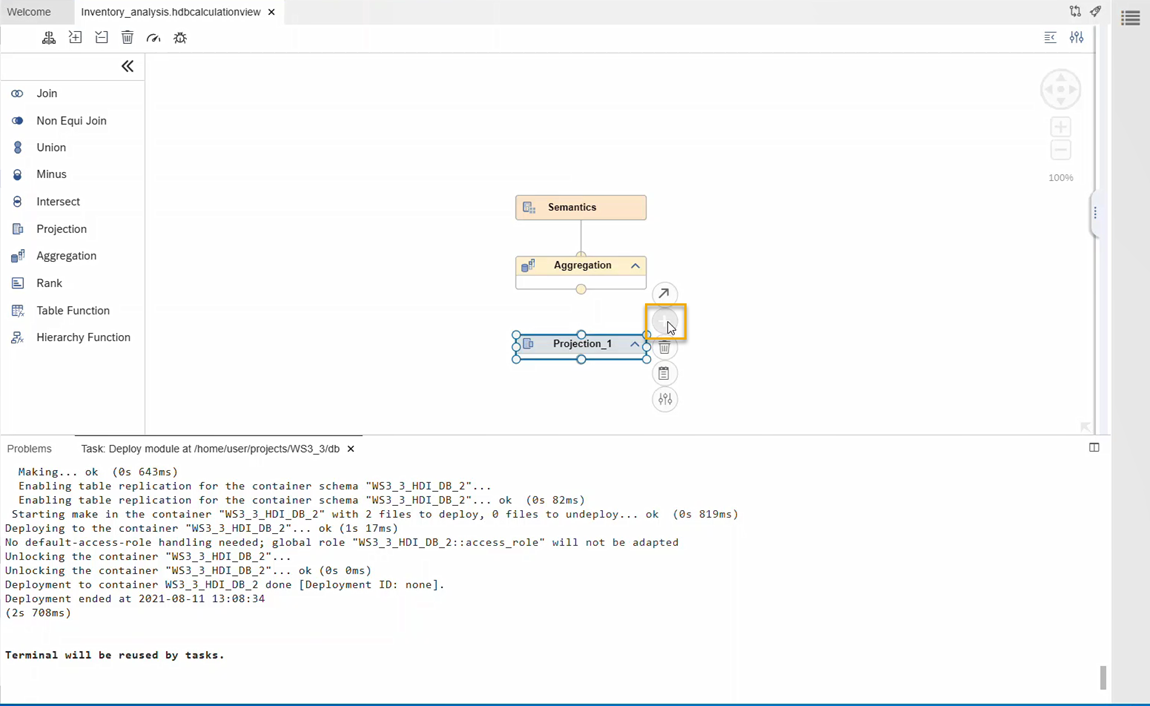 Welcome
Inventory_analysis.hdbcalculationview ×
Join
Non Equi Join
Union
Minus
Intersect
Projection
Aggregation
Rank
Table Function
Hierarchy Function
100%
Semantics
Aggregation
Projection_1
Problems
Task: Deploy module at /home/user/projects/WS3_3/db ×
Making... ok (0s 643ms)
Enabling table replication for the container schema "WS3_3_HDI_DB_2"...
Enabling table replication for the container schema "WS3_3_HDI_DB_2"... ok (0s 82ms)
Starting make in the container "WS3_3_HDI_DB_2" with 2 files to deploy, 0 files to undeploy... ok (0s 819ms)
Deploying to the container "WS3_3_HDI_DB_2"... ok (1s 17ms)
No default-access-role handling needed; global role "WS3_3_HDI_DB_2::access_role" will not be adapted
Unlocking the container "WS3_3_HDI_DB_2"...
Unlocking the container "WS3_3_HDI_DB_2"... ok (0s 0ms)
Deployment to container WS3_3_HDI_DB_2 done [Deployment ID: none].
Deployment ended at 2021-08-11 13:08:34
(2s 708ms)
Terminal will be reused by tasks.